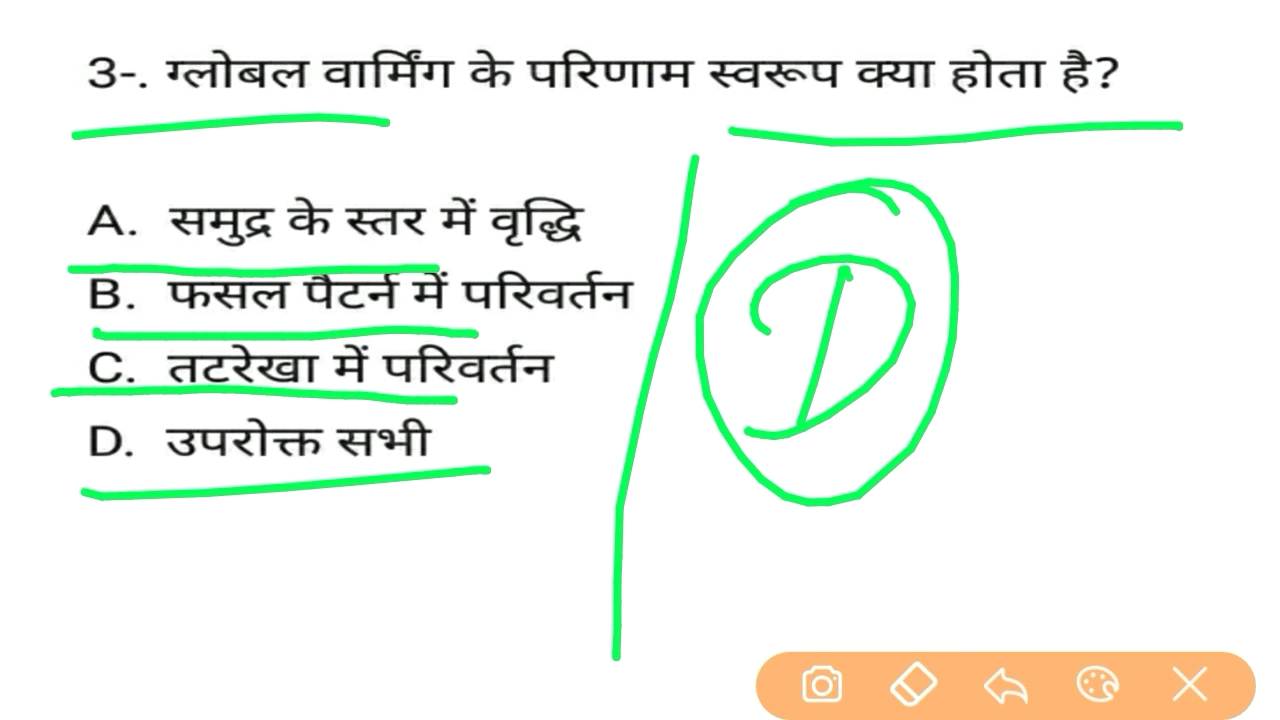 3-. ग्लोबल वार्मिंग के परिणाम स्वरूप क्या होता है?
A. समुद्र के स्तर में वृद्धि
B. फसल पैटर्न में परिवर्तन
C. तटरेखा में परिवर्तन
D. उपरोक्त सभी
D